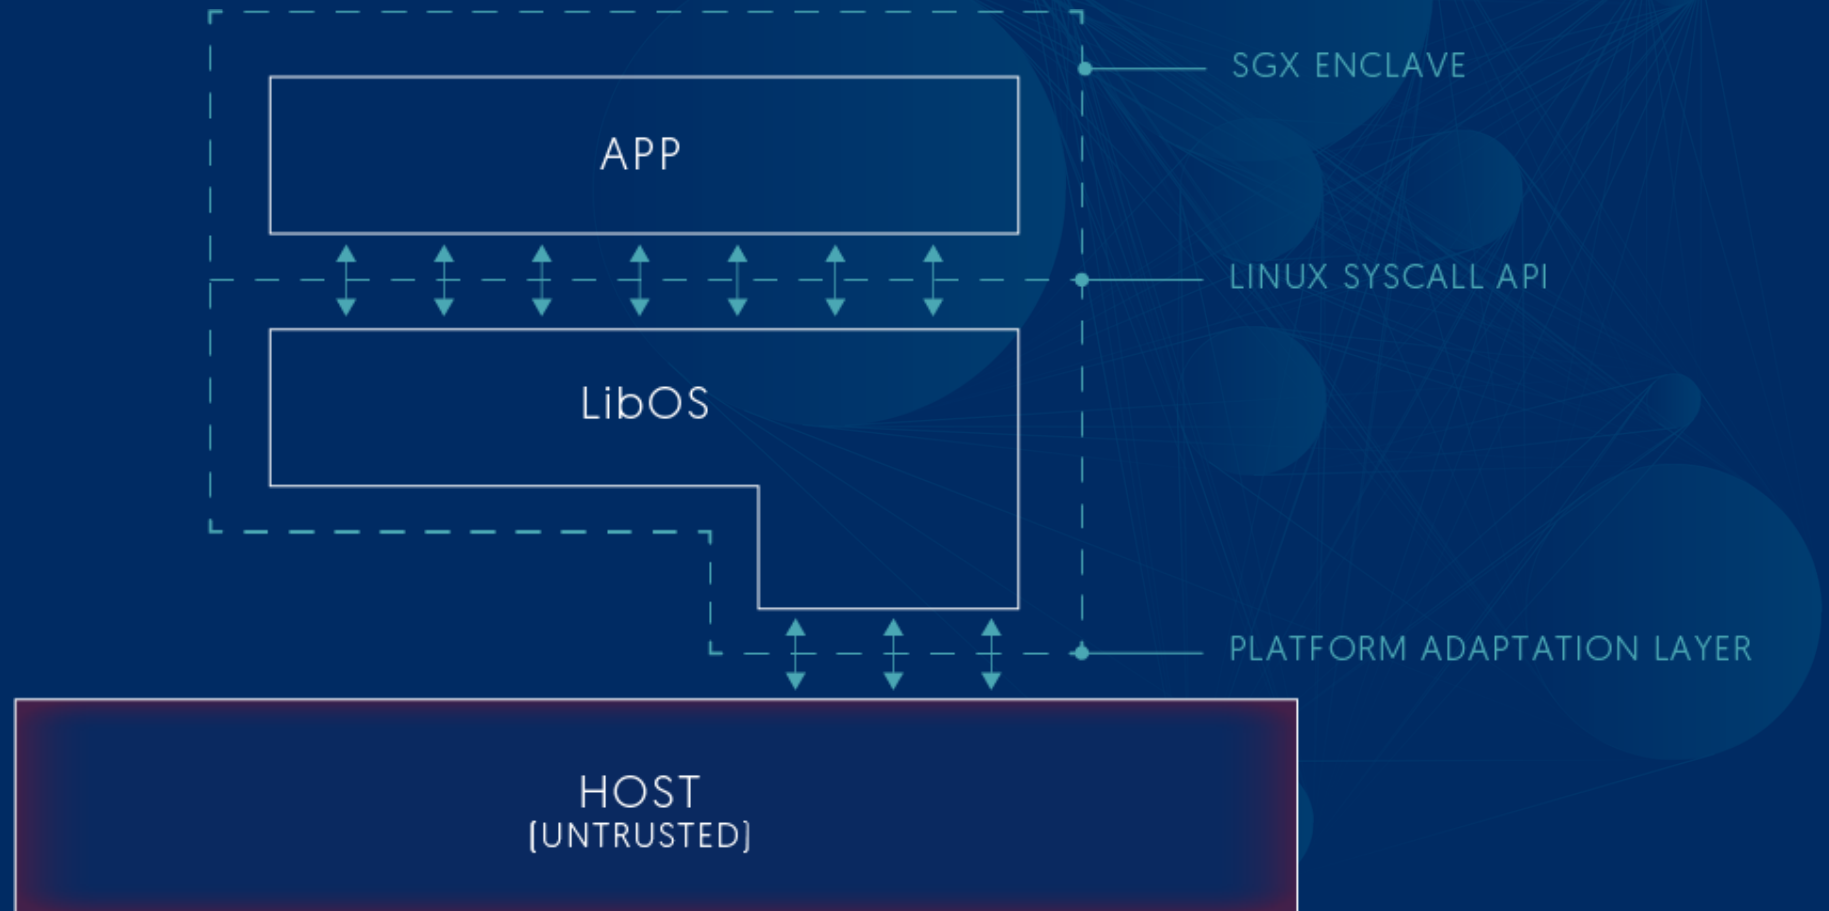 SGX ENCLAVE
APP
LINUX SYSCALL API
LibOS
PLATFORM ADAPTATION LAYER
HOST
(UNTRUSTED)